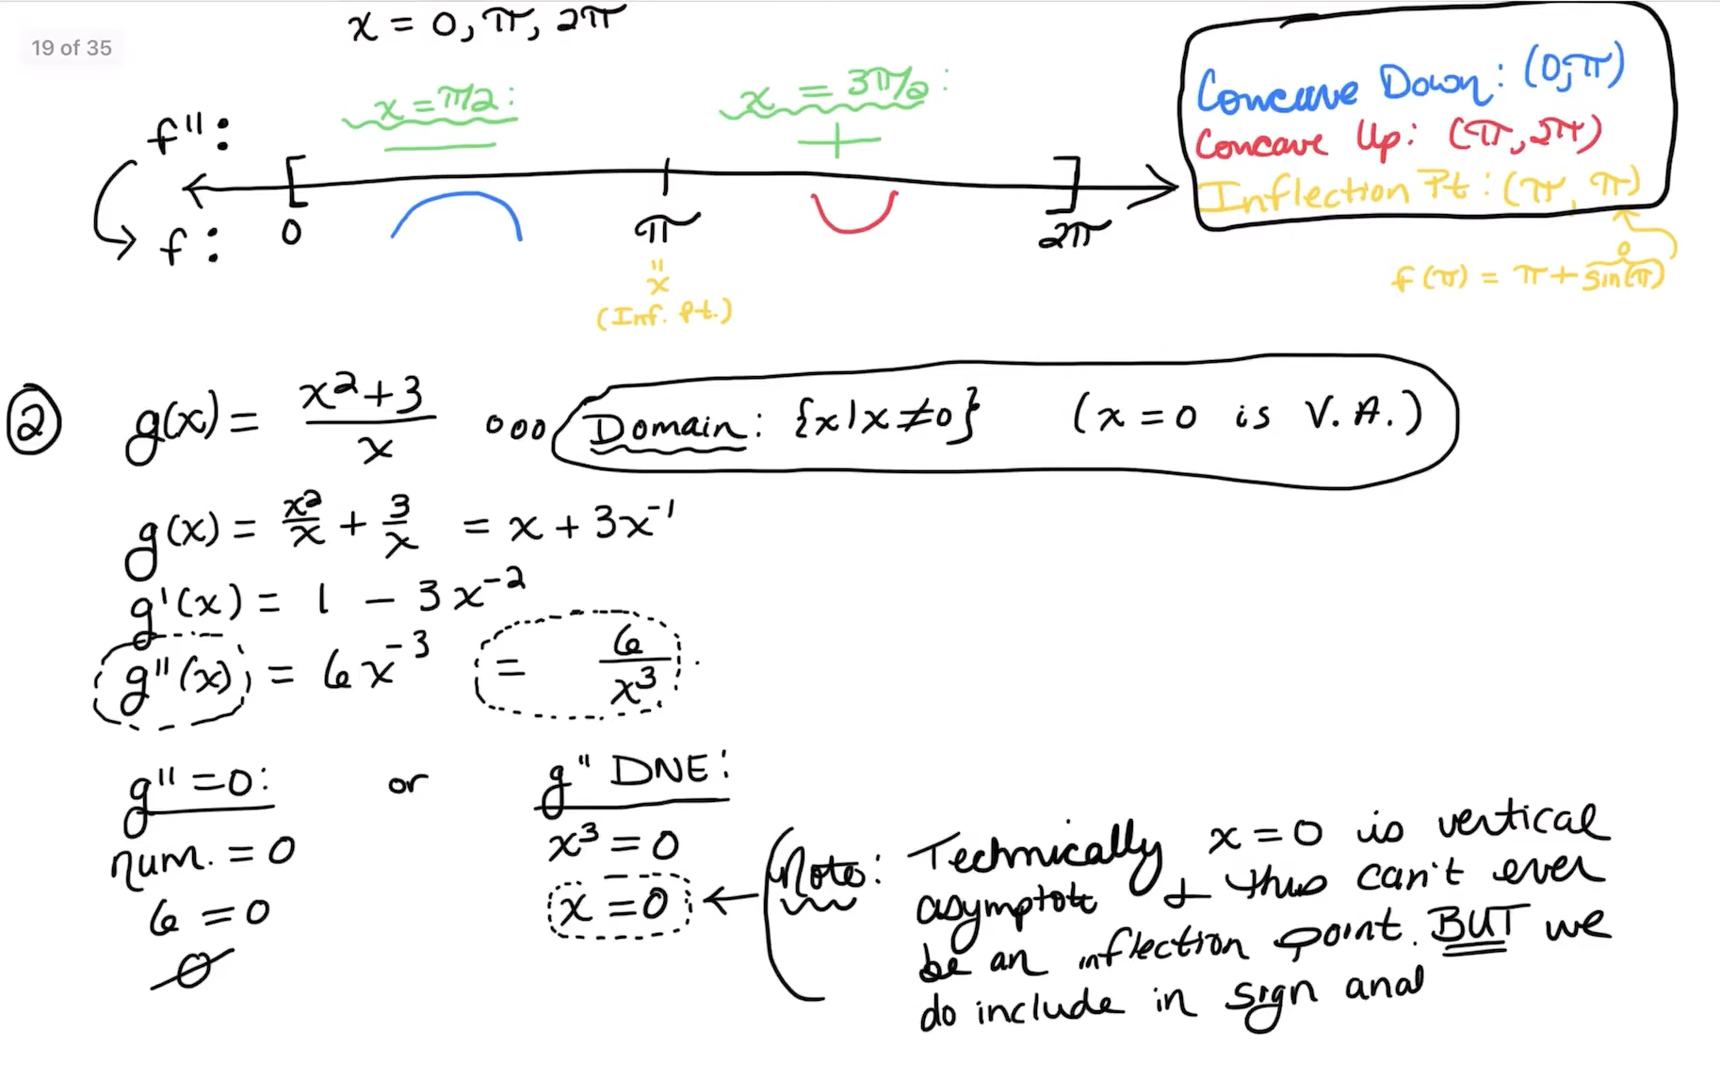 19 of 35
x = 0, π, 2π
x = π/2:
x = 3π/2:
f'':
—
+
f:
0
π
2π
"
x
(Inf. Pt.)
Concave Down: (0, π)
Concave Up: (π, 2π)
Inflection Pt: (π, π)
0
f(π) = π + sin(π)
② g(x) = x²+3 / x ooo Domain: {x | x ≠ 0} (x = 0 is V.A.)
g(x) = x²/x + 3/x = x + 3x⁻¹
g'(x) = 1 − 3x⁻²
g''(x) = 6x⁻³ = 6/x³.
g'' = 0: or g'' DNE:
num. = 0
6 = 0
∅
x³ = 0
x = 0 ←
Note: Technically x = 0 is vertical
asymptote + thus can't ever
be an inflection point. BUT we
do include in sign anal